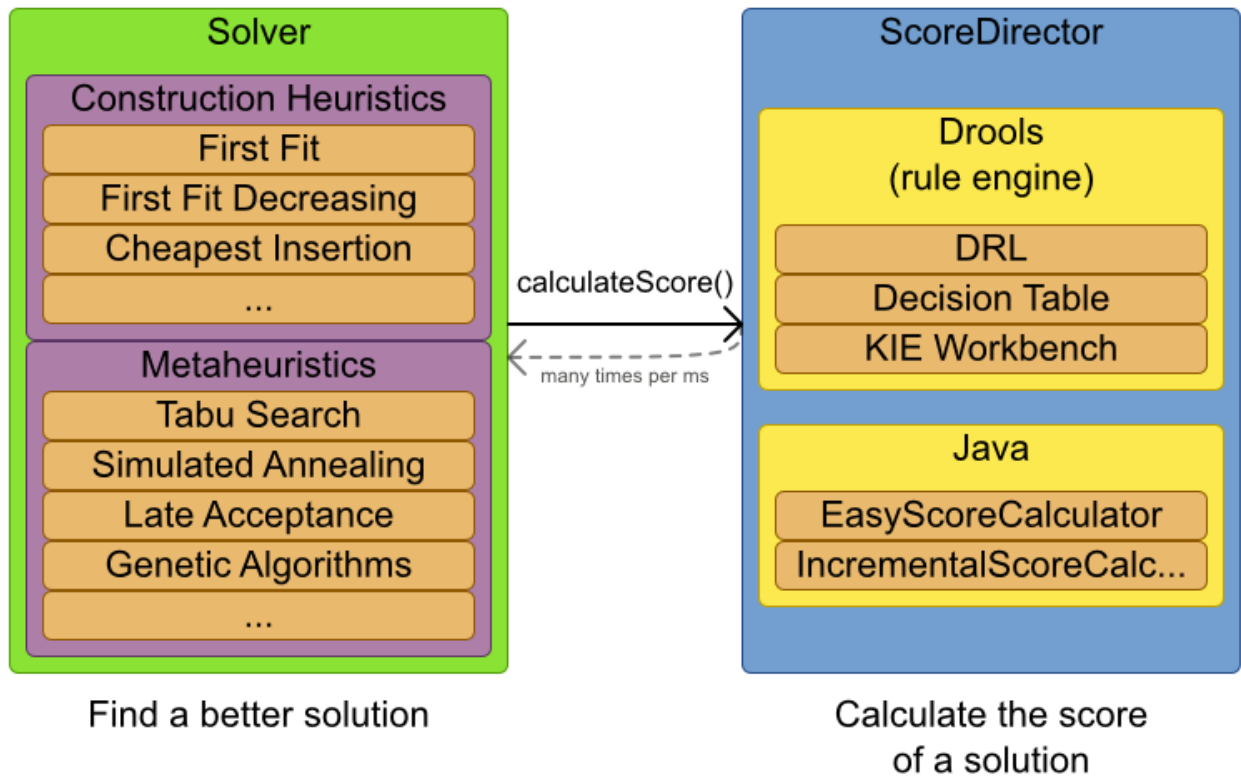 Solver
Construction Heuristics
First Fit
First Fit Decreasing
Cheapest Insertion
...
Metaheuristics
Tabu Search
Simulated Annealing
Late Acceptance
Genetic Algorithms
...
Find a better solution
calculateScore()
many times per ms
ScoreDirector
Drools
(rule engine)
DRL
Decision Table
KIE Workbench
Java
EasyScoreCalculator
IncrementalScoreCalc...
Calculate the score
of a solution